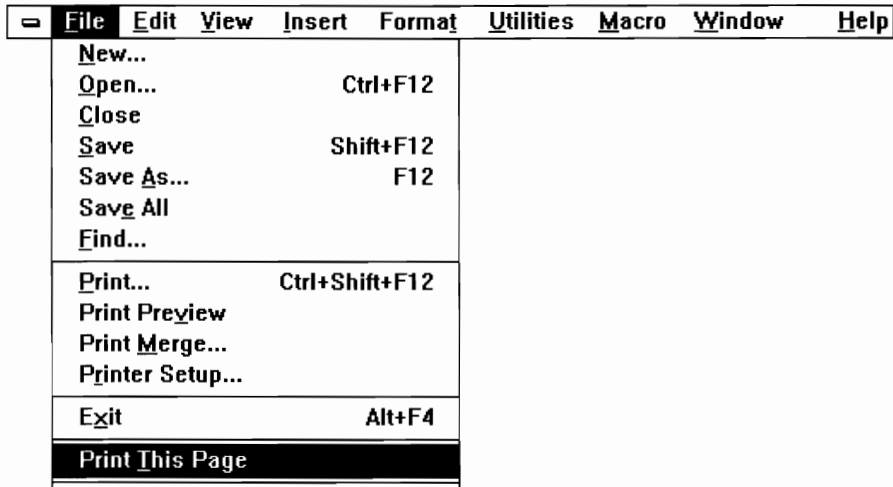 File Edit View Insert Format Utilities Macro Window Help
New...
Open... Ctrl+F12
Close
Save Shift+F12
Save As... F12
Save All
Find...
Print... Ctrl+Shift+F12
Print Preview
Print Merge...
Printer Setup...
Exit Alt+F4
Print This Page